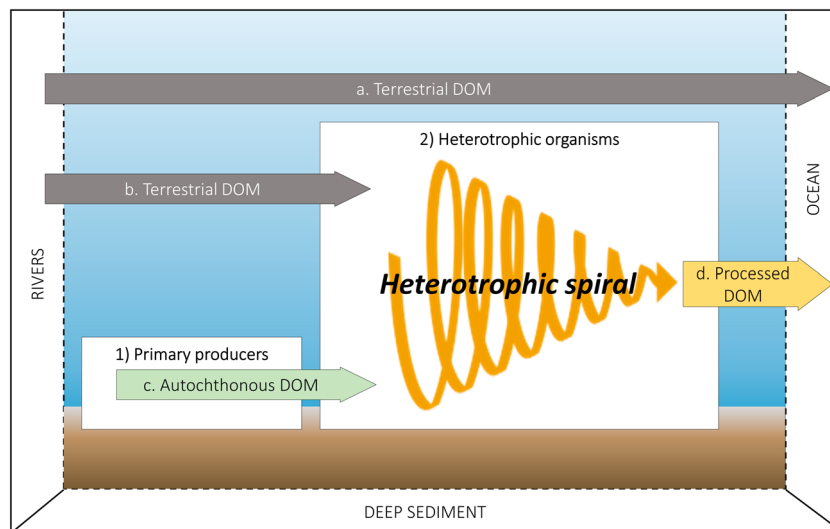 a. Terrestrial DOM
2) Heterotrophic organisms
b. Terrestrial DOM
OCEAN
RIVERS
Heterotrophic spiral
d. Processed
DOM
1) Primary producers
c. Autochthonous DOM
DEEP SEDIMENT